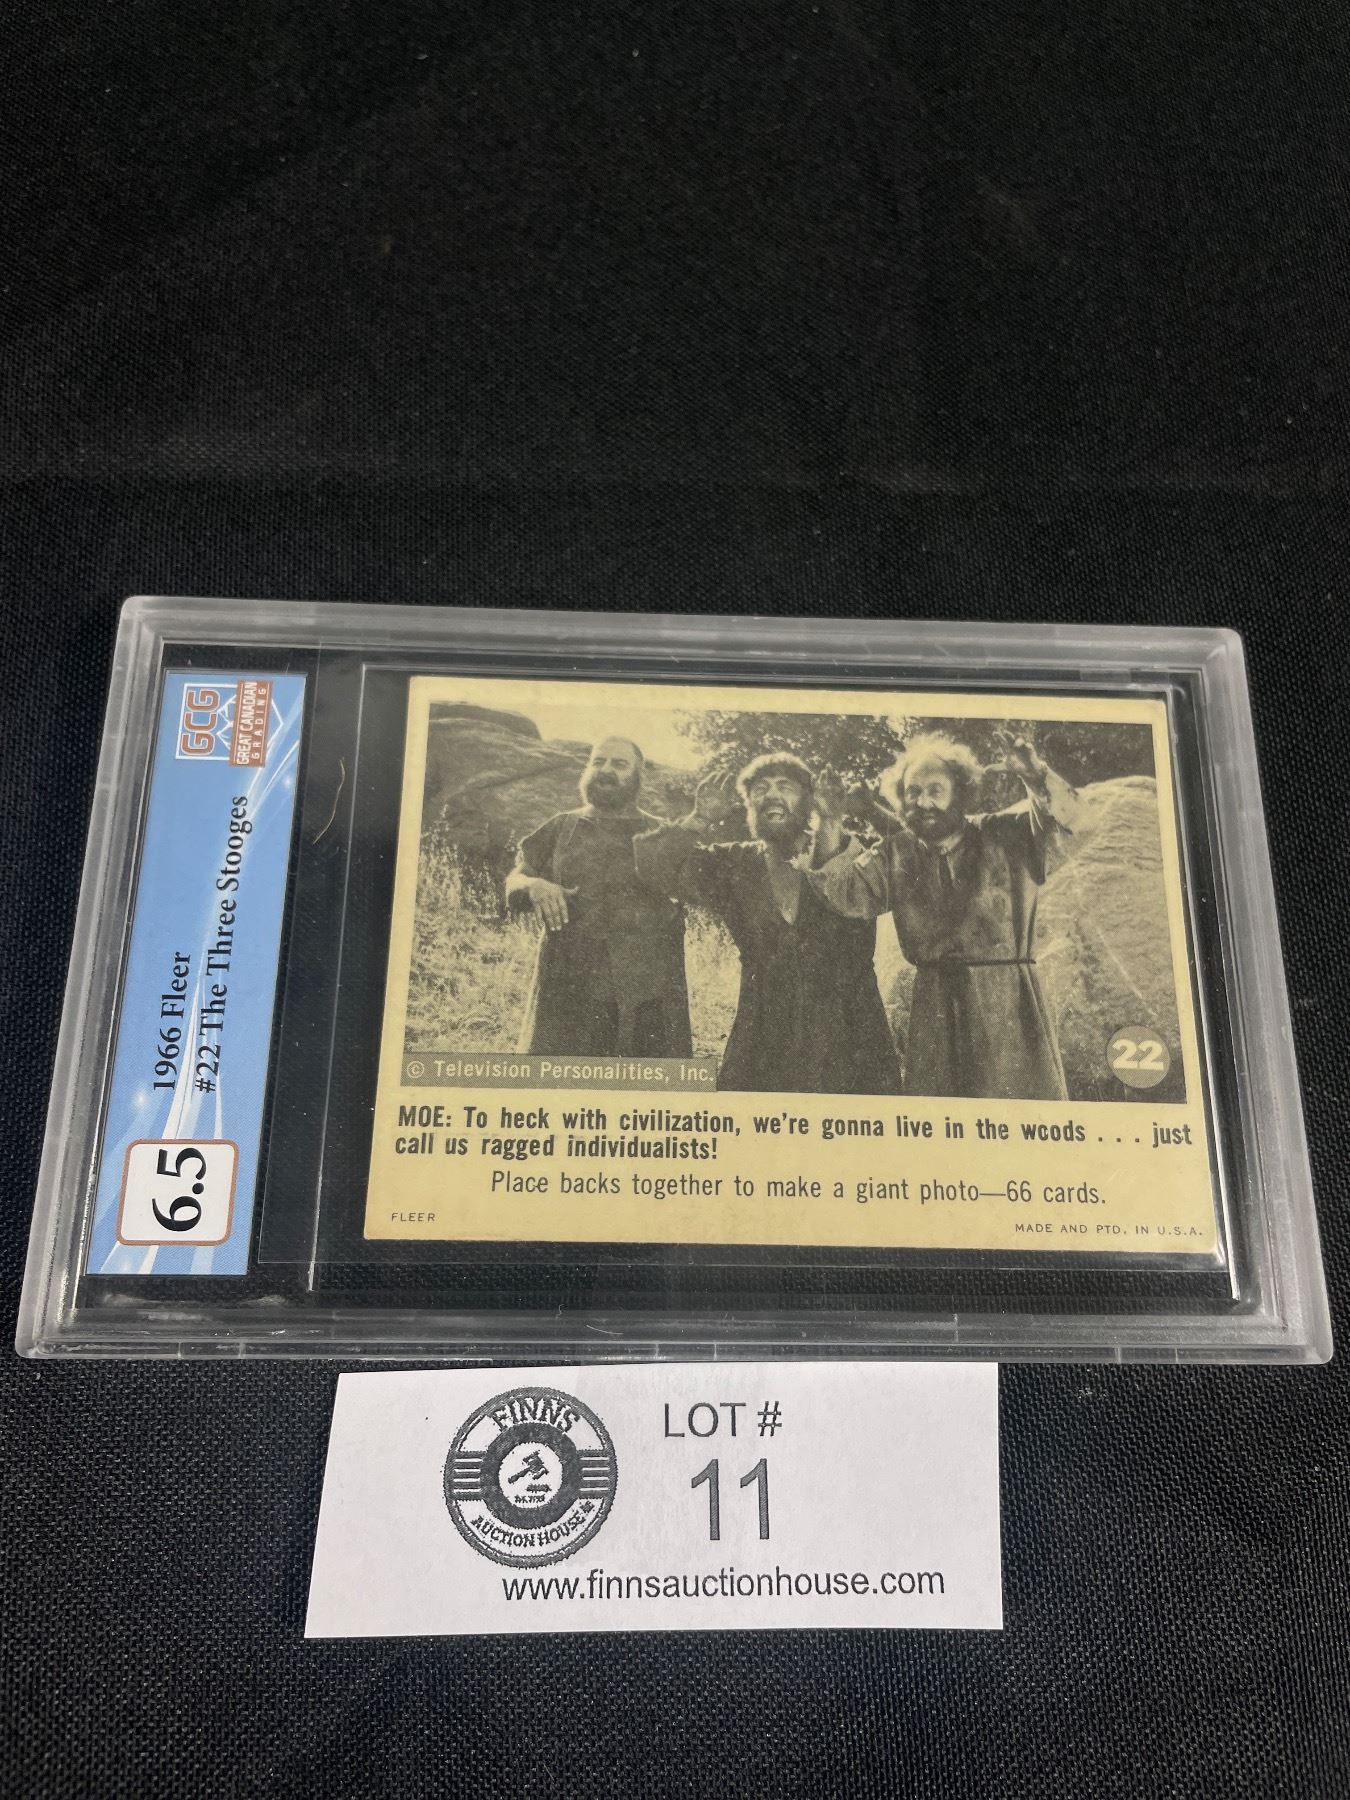 GCG
GREAT CANADIAN
GRADING
1966 Fleer
#22 The Three Stooges
6.5
© Television Personalities, Inc.
22
MOE: To heck with civilization, we're gonna live in the woods . . . just
call us ragged individualists!
Place backs together to make a giant photo—66 cards.
FLEER
MADE AND PTD. IN U.S.A.
FINNS
AUCTION HOUSE
LOT #
11
www.finnsauctionhouse.com